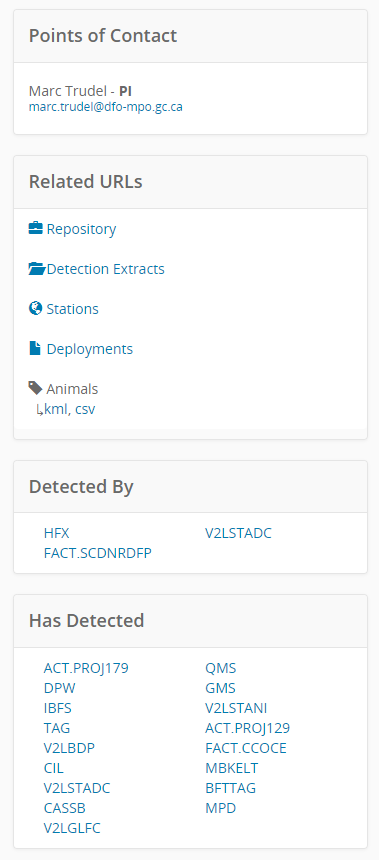 Points of Contact
Marc Trudel - PI
marc.trudel@dfo-mpo.gc.ca
Related URLs
Repository
Detection Extracts
Stations
Deployments
Animals
↳kml, csv
Detected By
HFX V2LSTADC
FACT.SCDNRDFP
Has Detected
ACT.PROJ179 QMS
DPW GMS
IBFS V2LSTANI
TAG ACT.PROJ129
V2LBDP FACT.CCOCE
CIL MBKELT
V2LSTADC BFTTAG
CASSB MPD
V2LGLFC